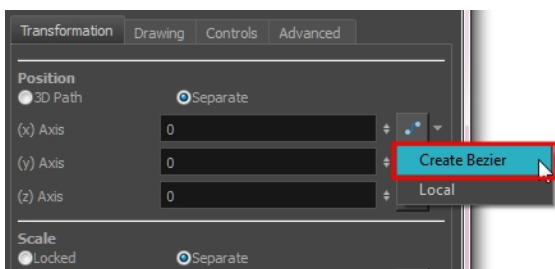 Transformation Drawing Controls Advanced
Position
3D Path Separate
(x) Axis 0
(y) Axis 0
Create Bezier
(z) Axis 0
Local
Scale
Locked Separate